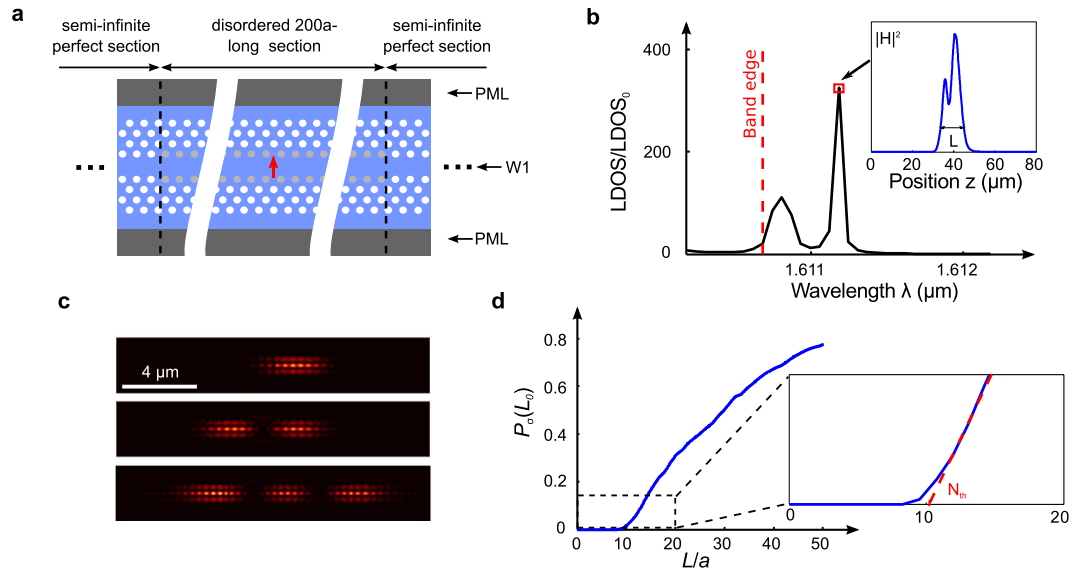 a
semi-infinite
perfect section
disordered 200a-
long section
semi-infinite
perfect section
PML
W1
PML
b
LDOS/LDOS₀
400
200
0
Band edge
1.611
1.612
Wavelength λ (μm)
|H|²
L
0
40
80
Position z (μm)
c
4 μm
d
Pσ(L₀)
0.8
0.6
0.4
0.2
0
0
10
20
30
40
50
L/a
Nth
0
10
20